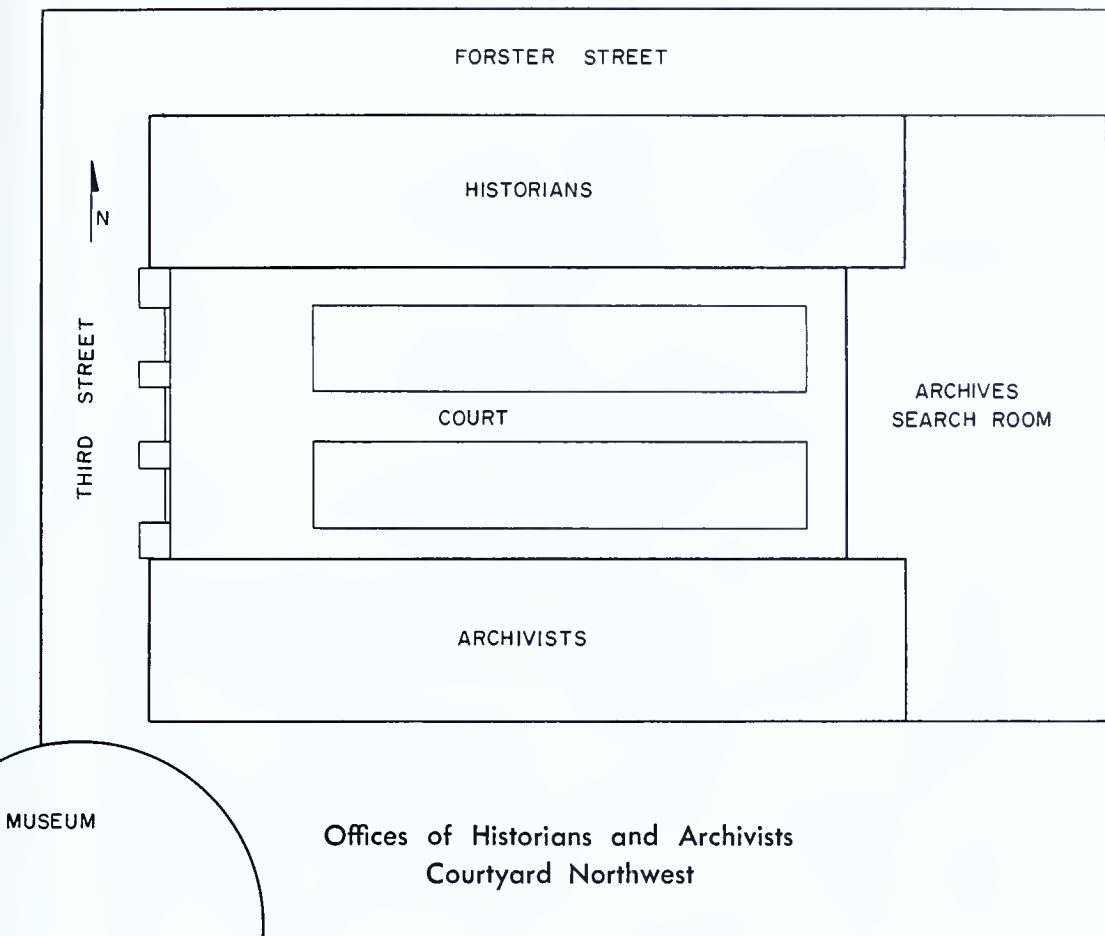 FORSTER STREET
HISTORIANS
N
THIRD STREET
COURT
ARCHIVES
SEARCH ROOM
ARCHIVISTS
MUSEUM
Offices of Historians and Archivists
Courtyard Northwest